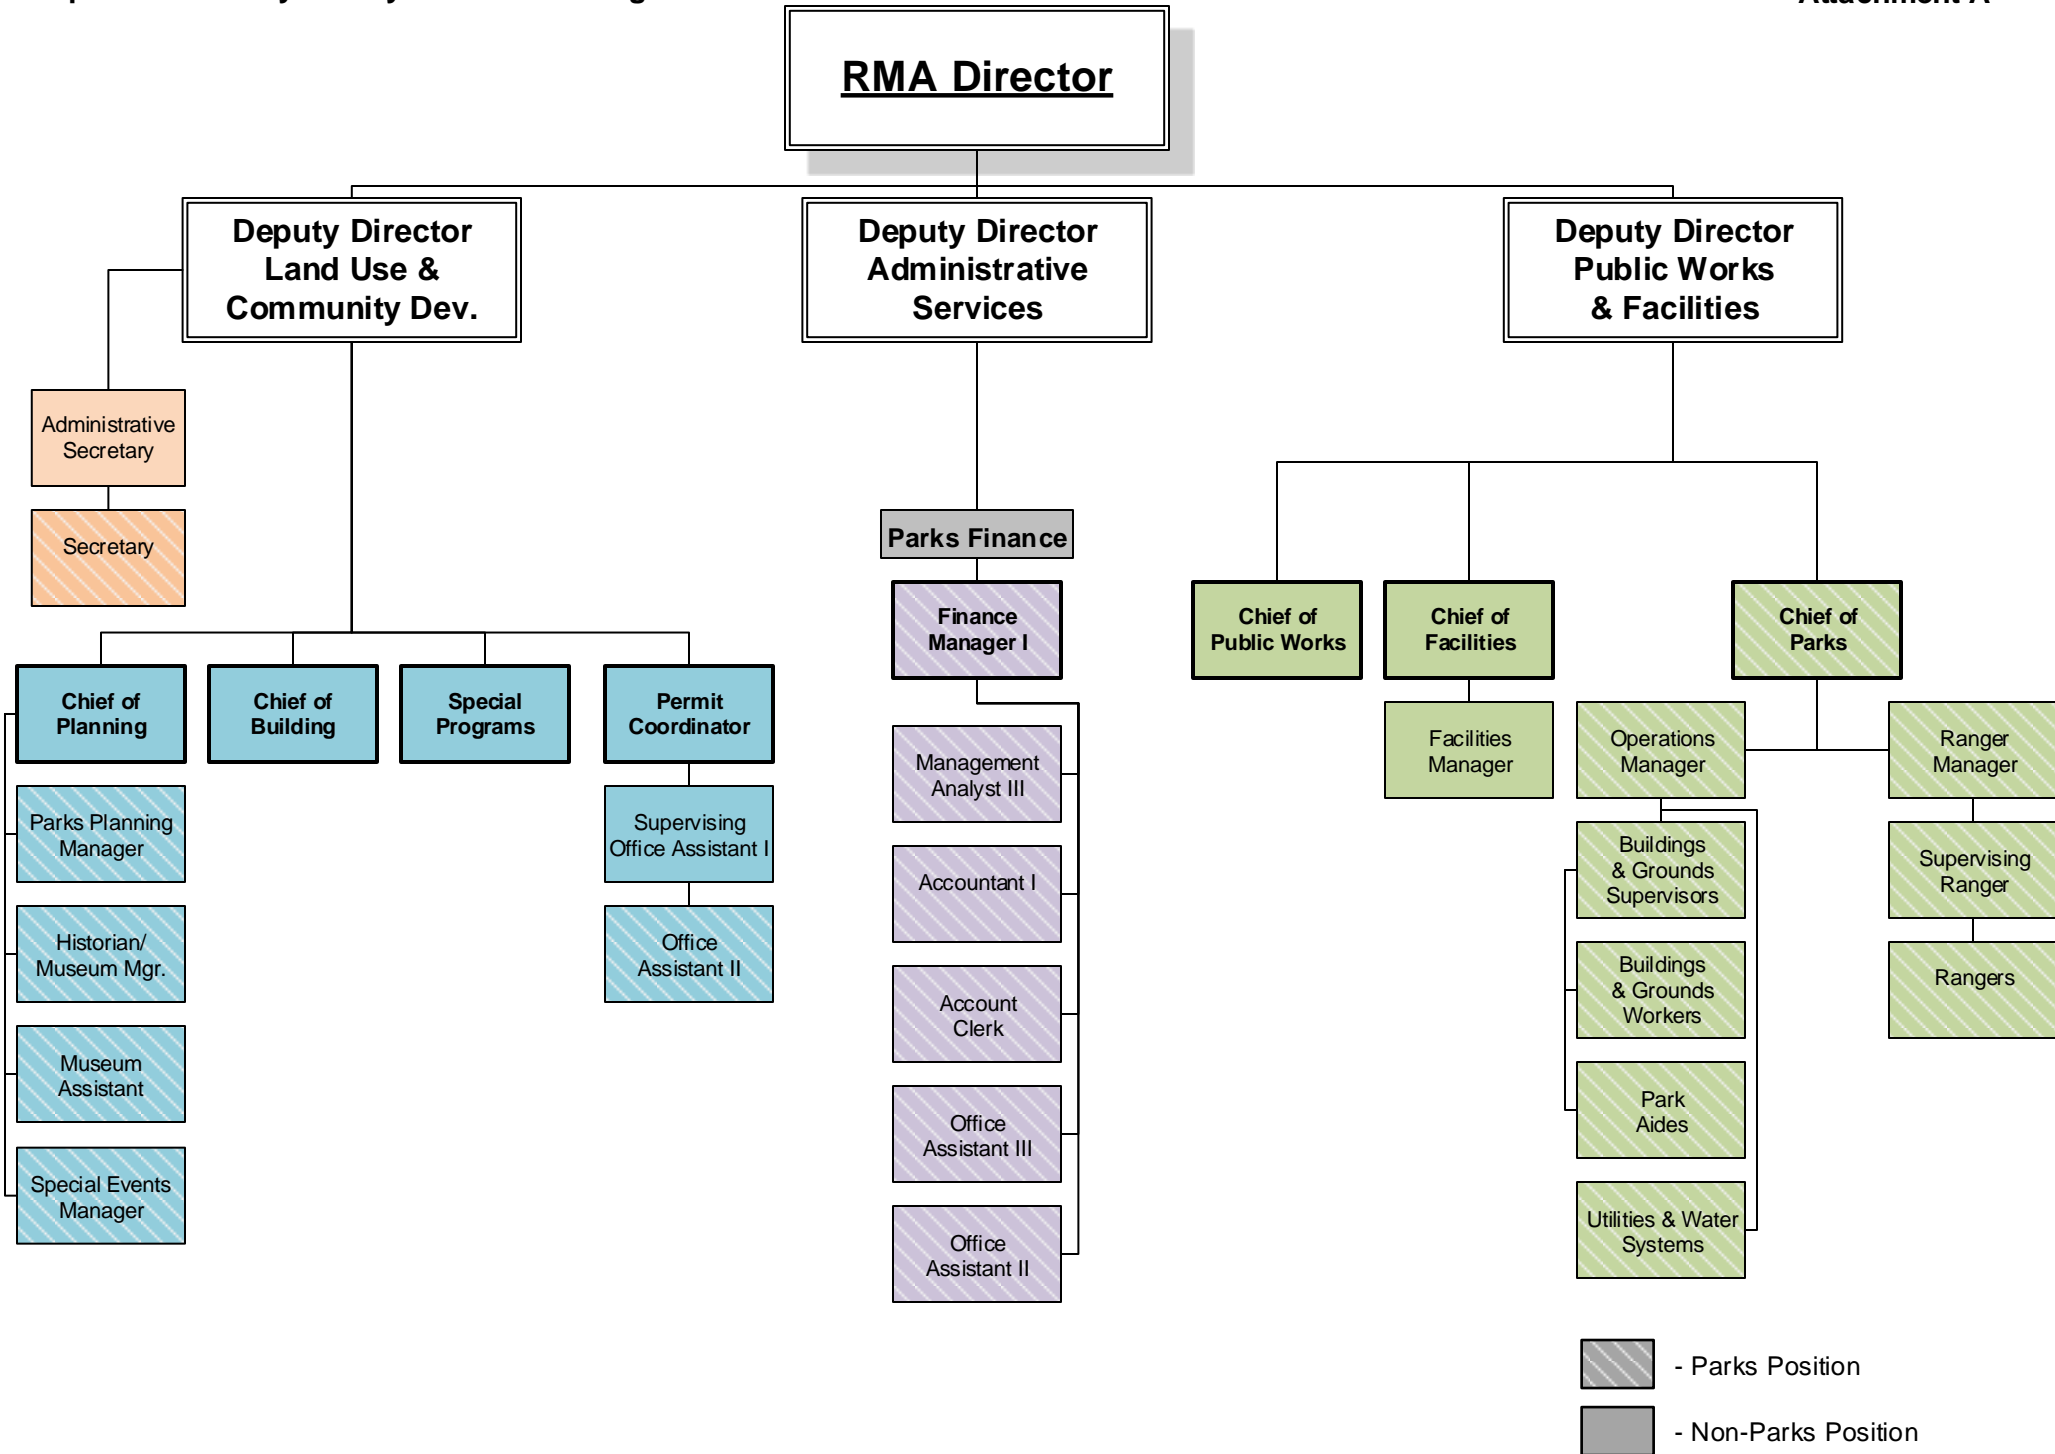 RMA Director
Deputy Director
Land Use &
Community Dev.
Deputy Director
Administrative
Services
Deputy Director
Public Works
& Facilities
Administrative
Secretary
Secretary
Parks Finance
Finance
Manager I
Chief of
Public Works
Chief of
Facilities
Chief of
Parks
Chief of
Planning
Chief of
Building
Special
Programs
Permit
Coordinator
Facilities
Manager
Operations
Manager
Ranger
Manager
Management
Analyst III
Parks Planning
Manager
Supervising
Office Assistant I
Buildings
& Grounds
Supervisors
Supervising
Ranger
Accountant I
Historian/
Museum Mgr.
Office
Assistant II
Buildings
& Grounds
Workers
Rangers
Account
Clerk
Museum
Assistant
Park
Aides
Office
Assistant III
Special Events
Manager
Utilities & Water
Systems
Office
Assistant II
- Parks Position
- Non-Parks Position